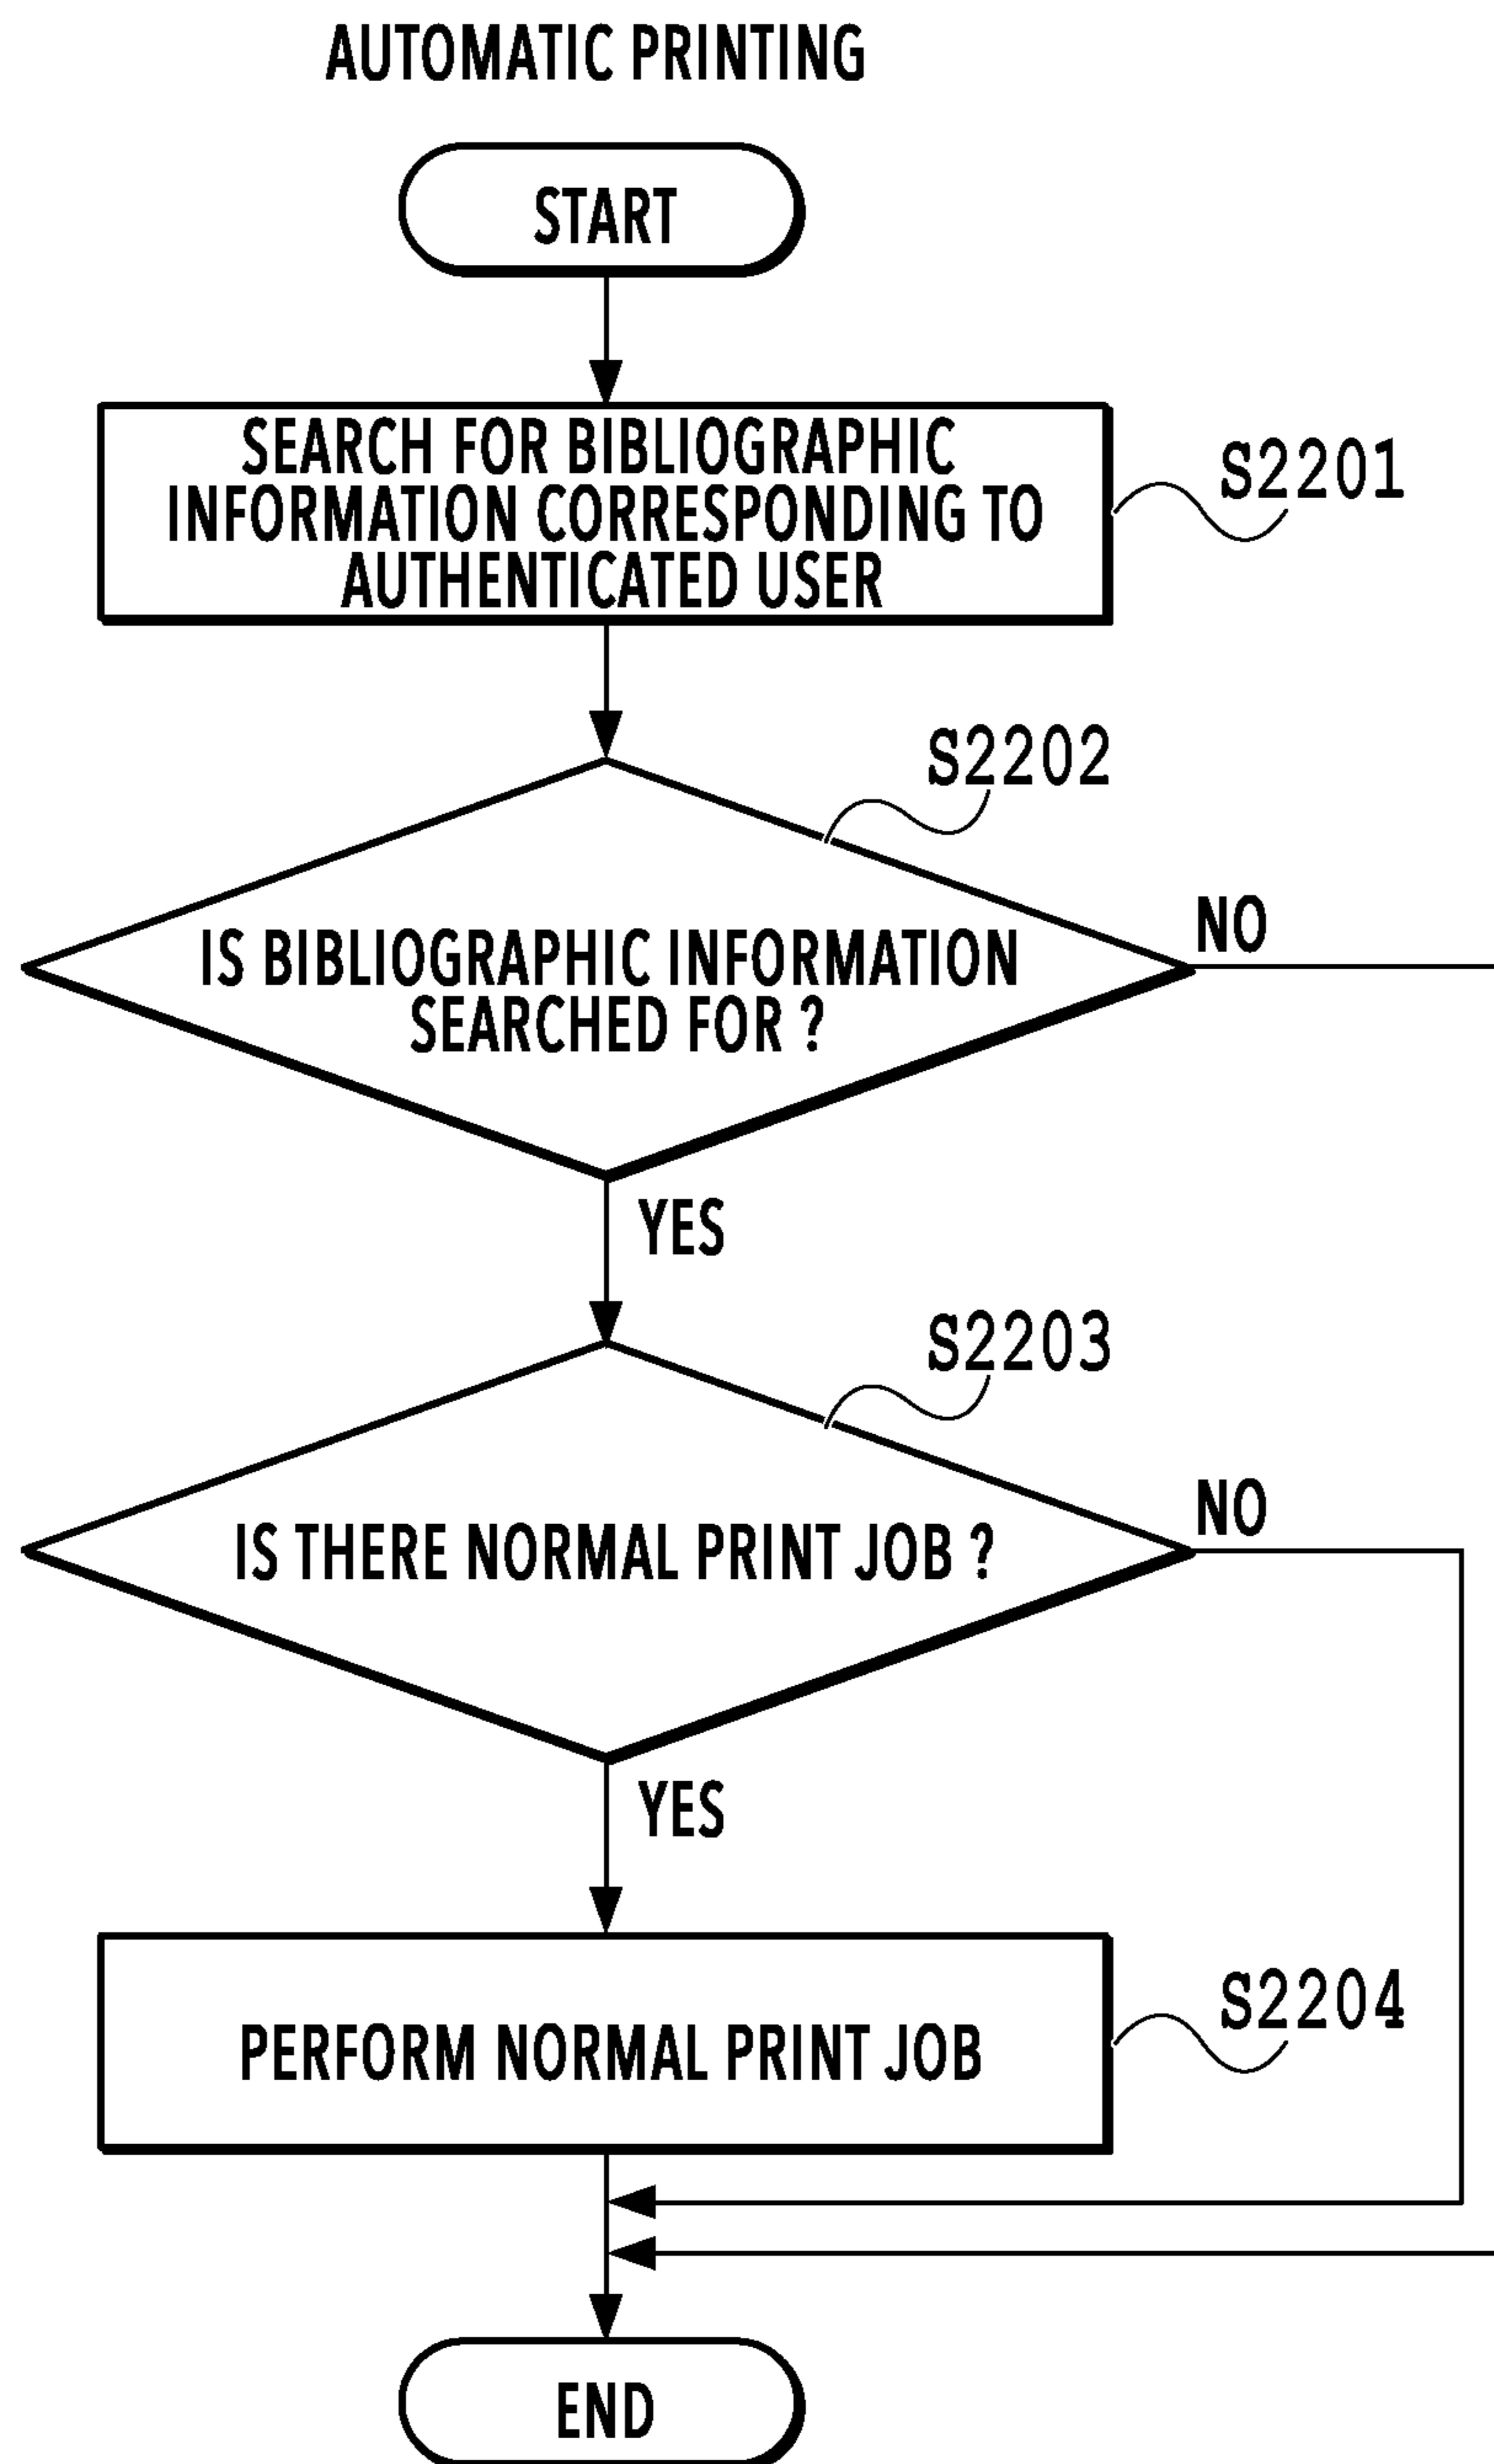 AUTOMATIC PRINTING
START
SEARCH FOR BIBLIOGRAPHIC
INFORMATION CORRESPONDING TO
AUTHENTICATED USER
S2201
S2202
NO
IS BIBLIOGRAPHIC INFORMATION
SEARCHED FOR ?
YES
S2203
NO
IS THERE NORMAL PRINT JOB ?
YES
S2204
PERFORM NORMAL PRINT JOB
END